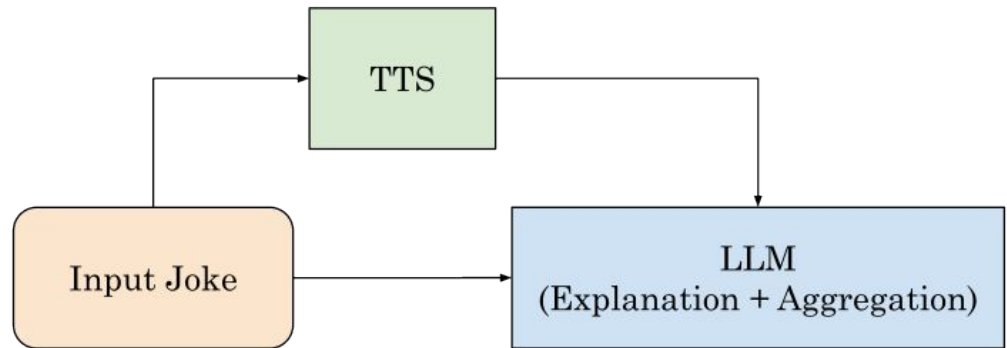 TTS
Input Joke
LLM
(Explanation + Aggregation)